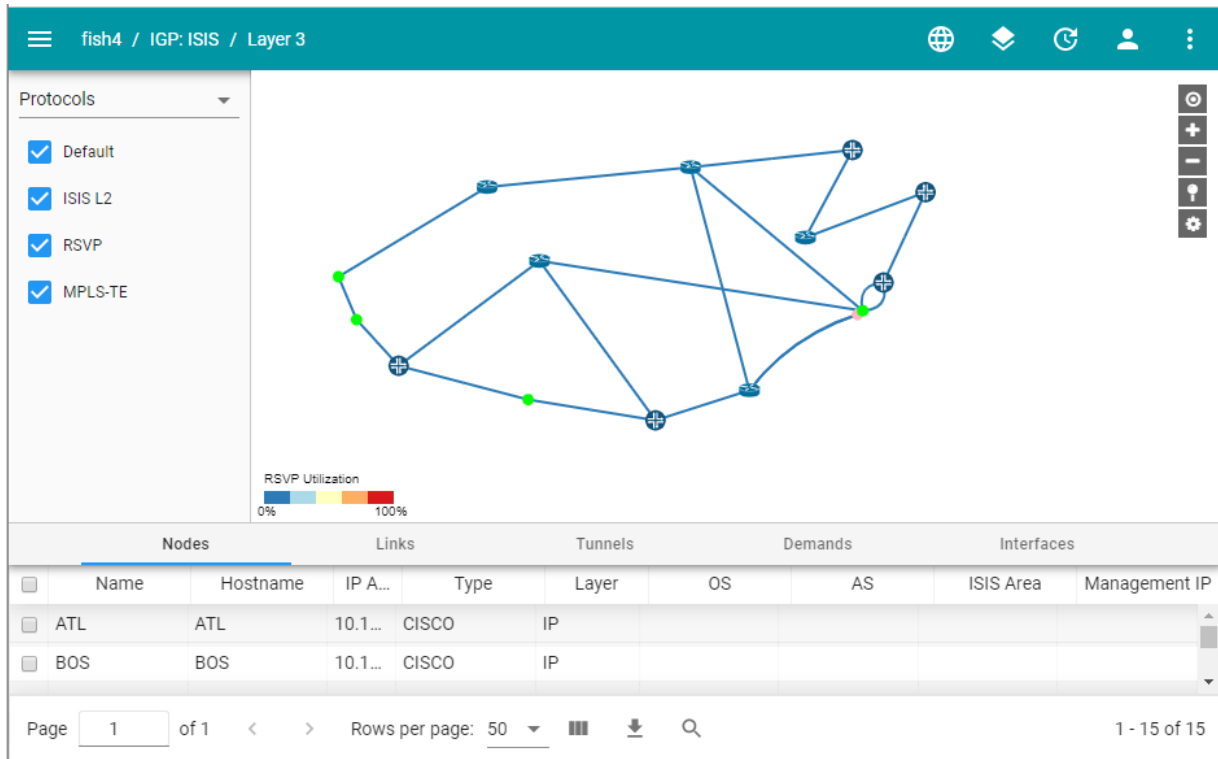 fish4 / IGP: ISIS / Layer 3
Protocols
Default
ISIS L2
RSVP
MPLS-TE
RSVP Utilization
0% 100%
Nodes Links Tunnels Demands Interfaces
Name Hostname IP A... Type Layer OS AS ISIS Area Management IP
ATL ATL 10.1... CISCO IP
BOS BOS 10.1... CISCO IP
Page 1 of 1 < > Rows per page: 50 1 - 15 of 15